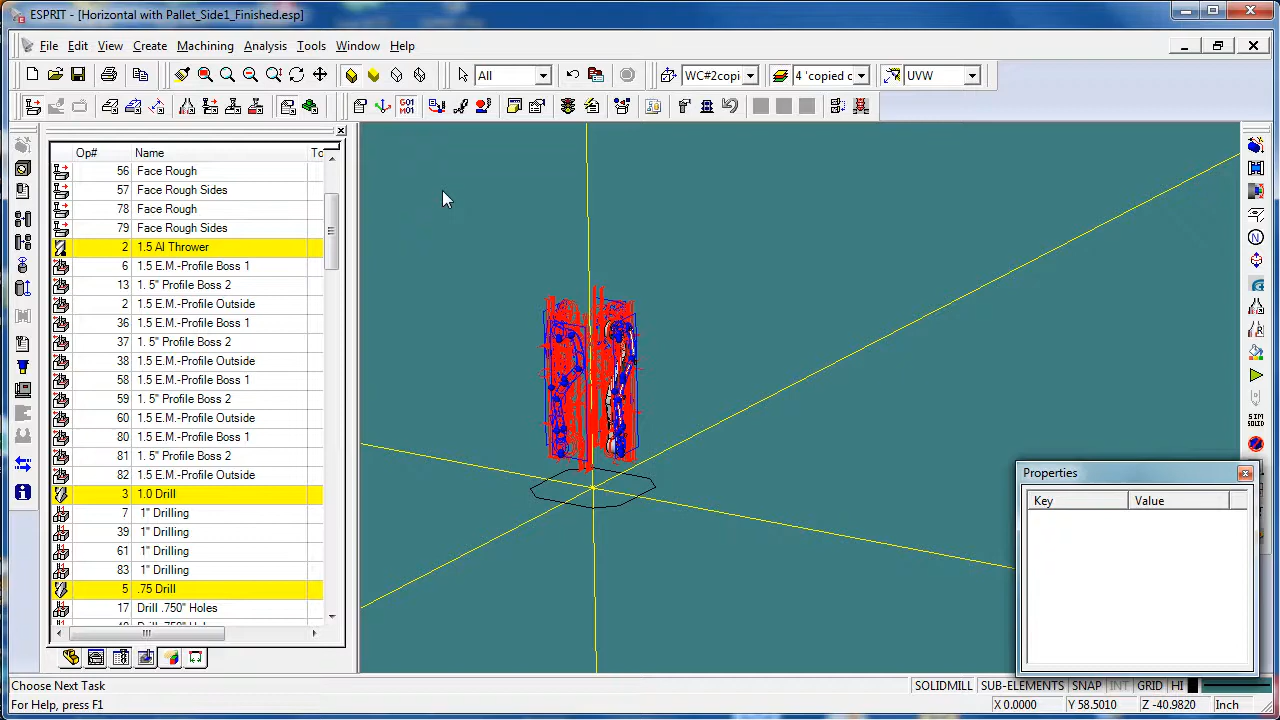 ESPRIT - [Horizontal with Pallet_Side1_Finished.esp]
File Edit View Create Machining Analysis Tools Window Help
All WC#2copi 4 'copied c UVW
G01
M01
Op# Name To
56 Face Rough
57 Face Rough Sides
78 Face Rough
79 Face Rough Sides
2 1.5 Al Thrower
6 1.5 E.M.-Profile Boss 1
13 1. 5" Profile Boss 2
2 1.5 E.M.-Profile Outside
36 1.5 E.M.-Profile Boss 1
37 1. 5" Profile Boss 2
38 1.5 E.M.-Profile Outside
58 1.5 E.M.-Profile Boss 1
59 1. 5" Profile Boss 2
60 1.5 E.M.-Profile Outside
80 1.5 E.M.-Profile Boss 1
81 1. 5" Profile Boss 2
82 1.5 E.M.-Profile Outside
3 1.0 Drill
7 1" Drilling
39 1" Drilling
61 1" Drilling
83 1" Drilling
5 .75 Drill
17 Drill .750" Holes
SIM
SOLID
Properties
Key Value
Choose Next Task
SOLIDMILL SUB-ELEMENTS SNAP INT GRID HI
For Help, press F1
X 0.0000 Y 58.5010 Z -40.9820 Inch